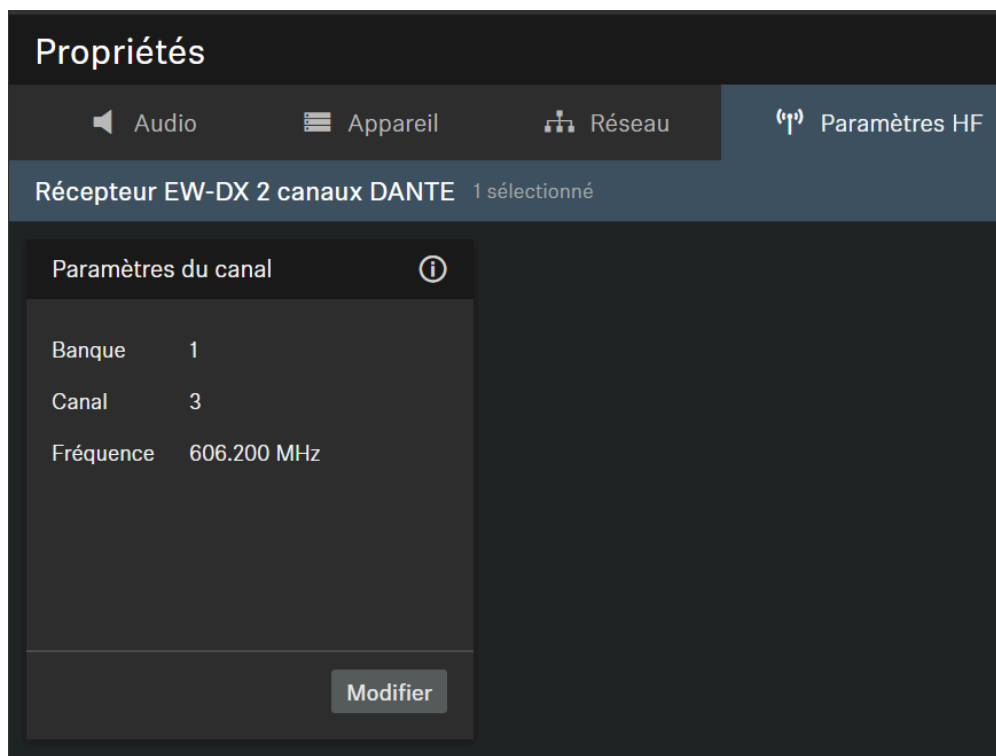 Propriétés
Audio Appareil Réseau Paramètres HF
Récepteur EW-DX 2 canaux DANTE 1 sélectionné
Paramètres du canal
Banque 1
Canal 3
Fréquence 606.200 MHz
Modifier